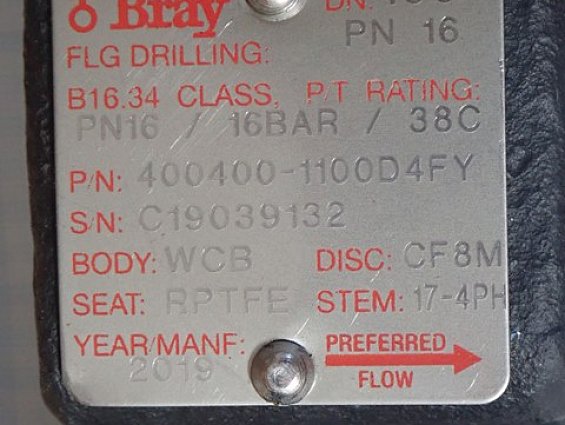 Bray DN:
PN 16
FLG DRILLING:
B16.34 CLASS, P.T RATING:
PN16 / 16BAR / 38C
P/N: 400400-1100D4FY
S/N: C19039132
BODY: WCB DISC: CF8M
SEAT: RPTFE STEM: 17-4PH
YEAR/MANF: PREFERRED
2019 FLOW